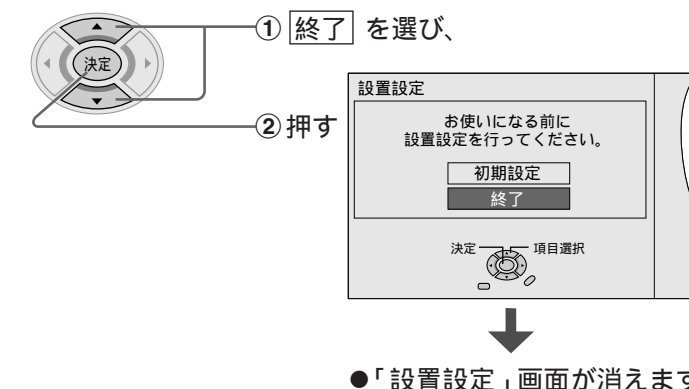 ① 終了 を選び、
決定
② 押す
設置設定
お使いになる前に
設置設定を行ってください。
初期設定
終了
決定 項目選択
●「設置設定」画面が消えます